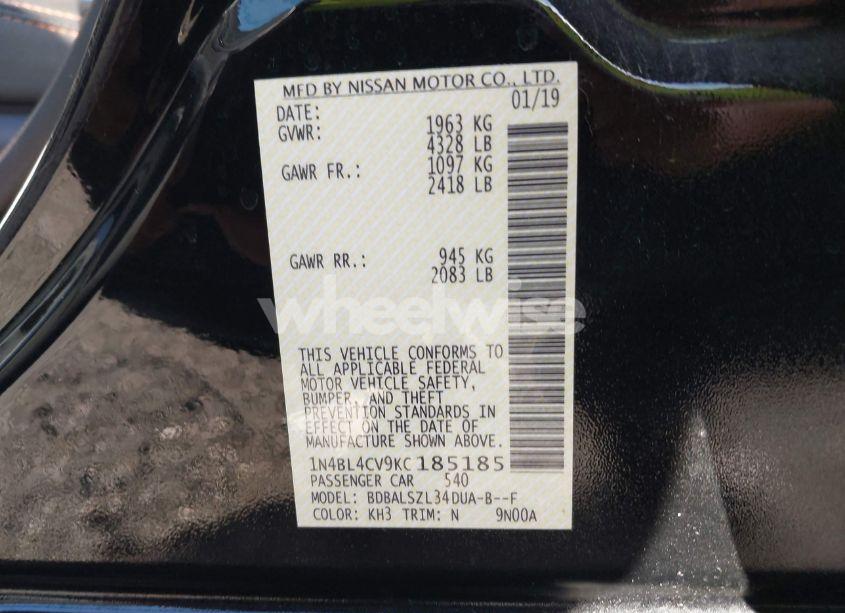 MFD BY NISSAN MOTOR CO., LTD.
DATE: 01/19
GVWR: 1963 KG
4328 LB
GAWR FR.: 1097 KG
2418 LB
GAWR RR.: 945 KG
2083 LB
wheelwise
THIS VEHICLE CONFORMS TO
ALL APPLICABLE FEDERAL
MOTOR VEHICLE SAFETY,
BUMPER, AND THEFT
PREVENTION STANDARDS IN
EFFECT ON THE DATE OF
MANUFACTURE SHOWN ABOVE.
1N4BL4CV9KC185185
PASSENGER CAR 540
MODEL: BDBALSZL34DUA-B--F
COLOR: KH3 TRIM: N 9N00A